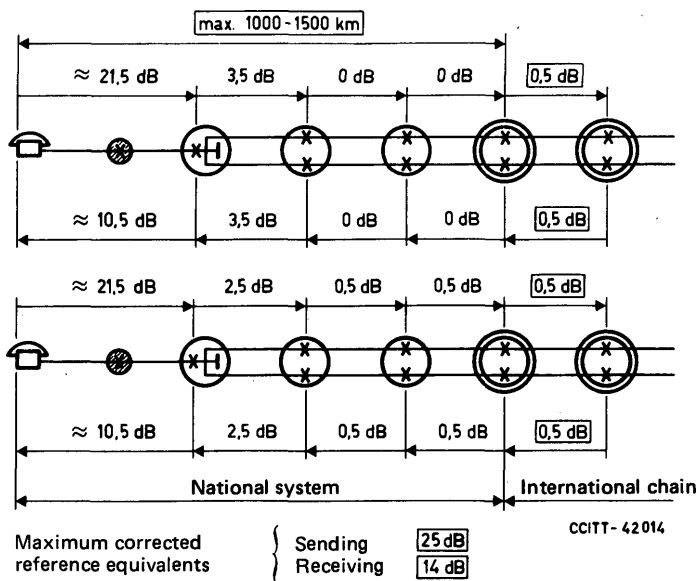 max. 1000-1500 km
≈ 21,5 dB 3,5 dB 0 dB 0 dB 0,5 dB
≈ 10,5 dB 3,5 dB 0 dB 0 dB 0,5 dB
≈ 21,5 dB 2,5 dB 0,5 dB 0,5 dB 0,5 dB
≈ 10,5 dB 2,5 dB 0,5 dB 0,5 dB 0,5 dB
National system International chain
CCITT-42014
Maximum corrected reference equivalents
Sending 25 dB
Receiving 14 dB